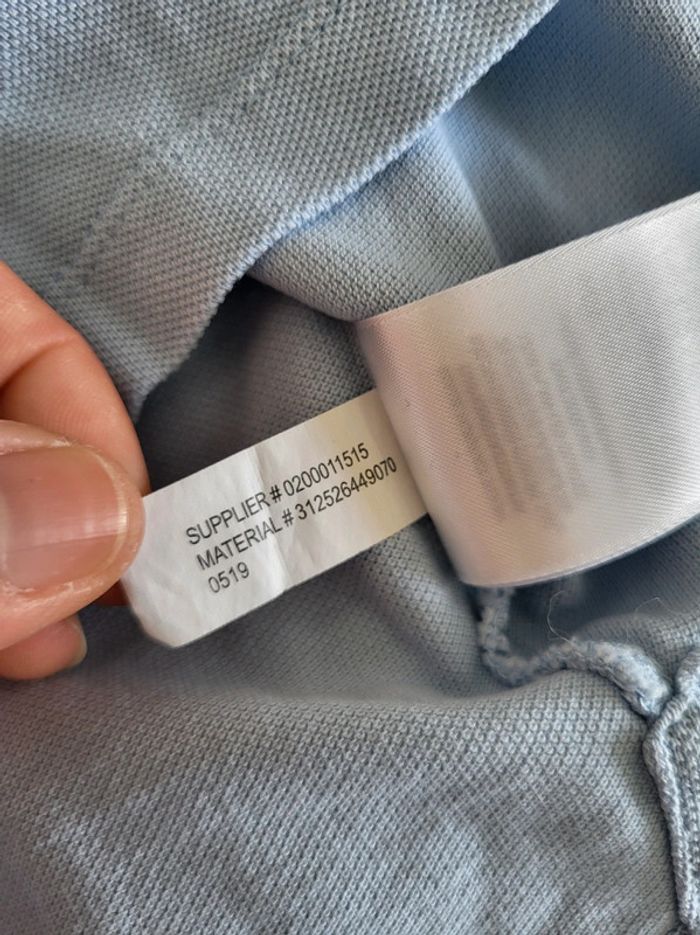 SUPPLIER # 0200011515
MATERIAL # 312526449070
0519